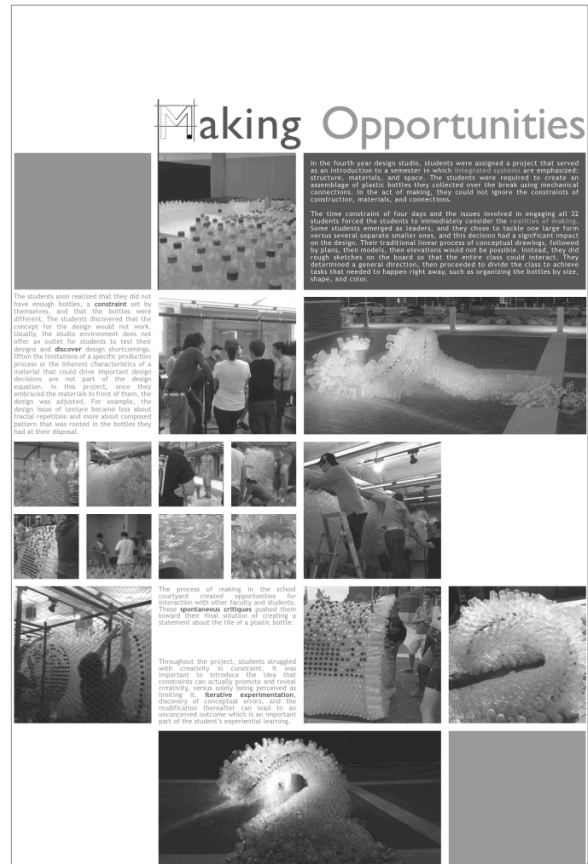 Making Opportunities
In the fourth year design studio, students were assigned a project that served
as an introduction to a semester in which integrated systems are emphasized:
structure, materials, and space. The students were required to create an
assemblage of plastic bottles they collected over the break using mechanical
connections. In the act of making, they could not ignore the constraints of
construction, materials, and connections.
The time constraint of four days and the issues involved in engaging all 32
students forced the students to immediately consider the realities of making.
Some students emerged as leaders, and they chose to tackle one large form
versus several separate smaller ones, and this decision had a significant impact
on the design. Their traditional linear process of conceptual drawings, followed
by plans, then models, then elevations would not be possible. Instead, they did
rough sketches on the board so that the entire class could interact. They
determined a general direction, then proceeded to divide the class to achieve
tasks that needed to happen right away, such as organizing the bottles by size,
shape, and color.
The students soon realized that they did not
have enough bottles, a constraint set by
themselves, and that the bottles were
different. The students discovered that the
concept for the design would not work.
Usually, the studio environment does not
offer an outlet for students to test their
designs and discover design shortcomings.
Often the limitations of a specific production
process or the inherent characteristics of a
material that could drive important design
decisions are not part of the design
equation. In this project, once they
embraced the materials in front of them, the
design was adjusted. For example, the
design issue of texture became less about
fractal repetition and more about composed
pattern that was rooted in the bottles they
had at their disposal.
The process of making in the school
courtyard created opportunities for
interaction with other faculty and students.
These spontaneous critiques pushed them
toward their final solution of creating a
statement about the life of a plastic bottle.
Throughout the project, students struggled
with creativity in constraint. It was
important to introduce the idea that
constraints can actually promote and reveal
creativity, versus solely being perceived as
limiting it. Iterative experimentation,
discovery of conceptual errors, and the
modification thereafter can lead to an
unconceived outcome which is an important
part of the student's experiential learning.